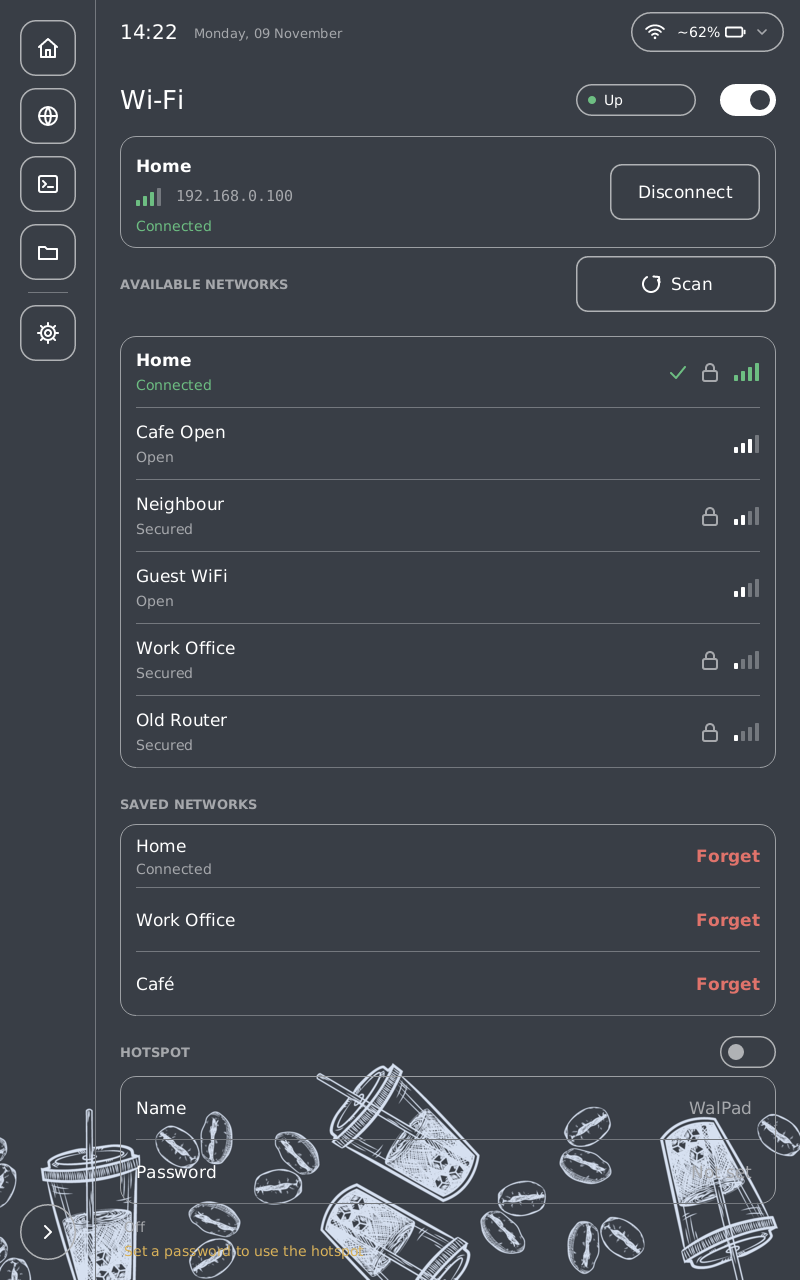 14:22 Monday, 09 November ~62%
Wi-Fi Up
Home
192.168.0.100
Disconnect
Connected
AVAILABLE NETWORKS Scan
Home
Connected
Cafe Open
Open
Neighbour
Secured
Guest WiFi
Open
Work Office
Secured
Old Router
Secured
SAVED NETWORKS
Home
Connected
Forget
Work Office Forget
Café Forget
HOTSPOT
Name WalPad
Password
Off
Set a password to use the hotspot.